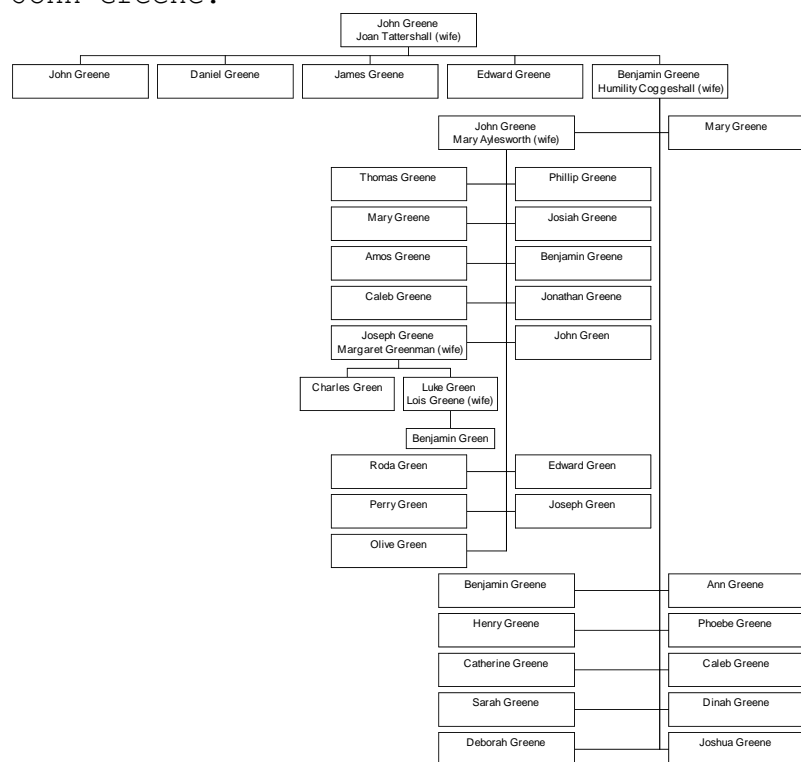 John Greene.
John Greene
Joan Tattershall (wife)
John Greene
Daniel Greene
James Greene
Edward Greene
Benjamin Greene
Humility Coggeshall (wife)
John Greene
Mary Aylesworth (wife)
Mary Greene
Thomas Greene
Phillip Greene
Mary Greene
Josiah Greene
Amos Greene
Benjamin Greene
Caleb Greene
Jonathan Greene
Joseph Greene
Margaret Greenman (wife)
John Green
Charles Green
Luke Green
Lois Greene (wife)
Benjamin Green
Roda Green
Edward Green
Perry Green
Joseph Green
Olive Green
Benjamin Greene
Ann Greene
Henry Greene
Phoebe Greene
Catherine Greene
Caleb Greene
Sarah Greene
Dinah Greene
Deborah Greene
Joshua Greene